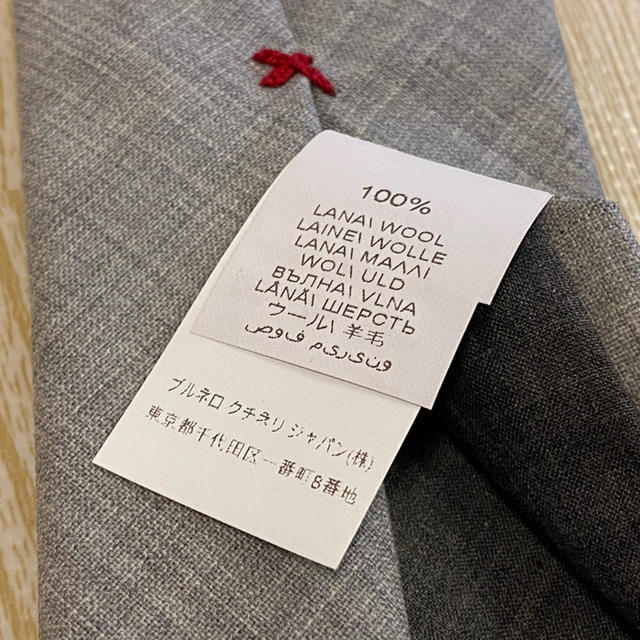 100%
LANA\ WOOL
LAINE\ WOLLE
LANA\ ΜΑΛΛΙ
WOL\ ULD
ВЪЛНА\ VLNA
LÂNĂ\ ШЕРСТЬ
ウール\ 羊毛
ブルネロ クチネリ ジャパン(株)
東京都千代田区一番町8番地